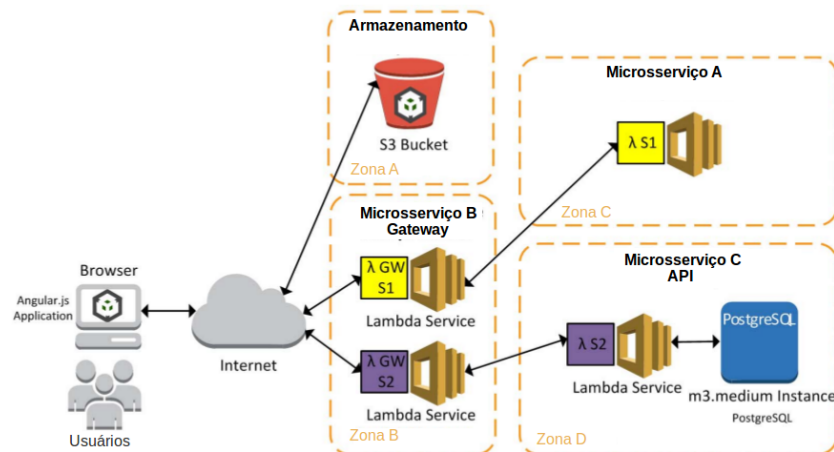 Armazenamento
S3 Bucket
Zona A
Microsserviço A
λ S1
Zona C
Microsserviço B
Gateway
λ GW
S1
Lambda Service
λ GW
S2
Lambda Service
Zona B
Microsserviço C
API
λ S2
Lambda Service
PostgreSQL
m3.medium Instance
PostgreSQL
Zona D
Browser
Angular.js
Application
Internet
Usuários